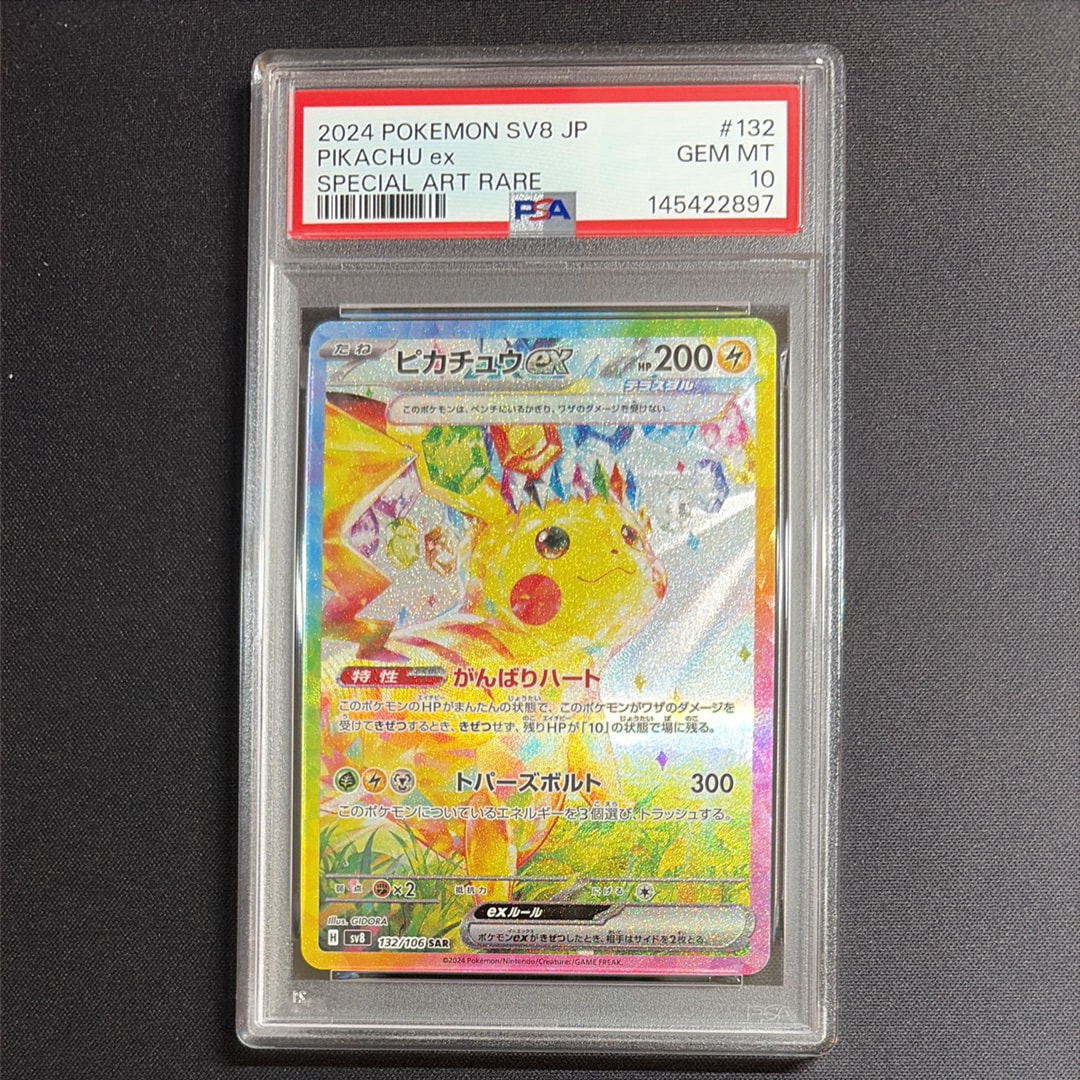 2024 POKEMON SV8 JP #132
PIKACHU ex GEM MT
SPECIAL ART RARE 10
PSA 145422897
たね ピカチュウex HP200
テラスタル
このポケモンは、ベンチにいるかぎり、ワザのダメージを受けない。
特性 がんばりハート
このポケモンのHPがまんたんの状態で、このポケモンがワザのダメージを
受けてきぜつするとき、きぜつせず、残りHPが「10」の状態で場に残る。
トパーズボルト 300
このポケモンについているエネルギーを3個選び、トラッシュする。
弱点 ×2 抵抗力 にげる
exルール
ポケモンexがきぜつしたとき、相手はサイドを2枚とる。
Illus. GIDORA
H sv8 132/106 SAR
©2024 Pokémon/Nintendo/Creatures/GAME FREAK.
PSA